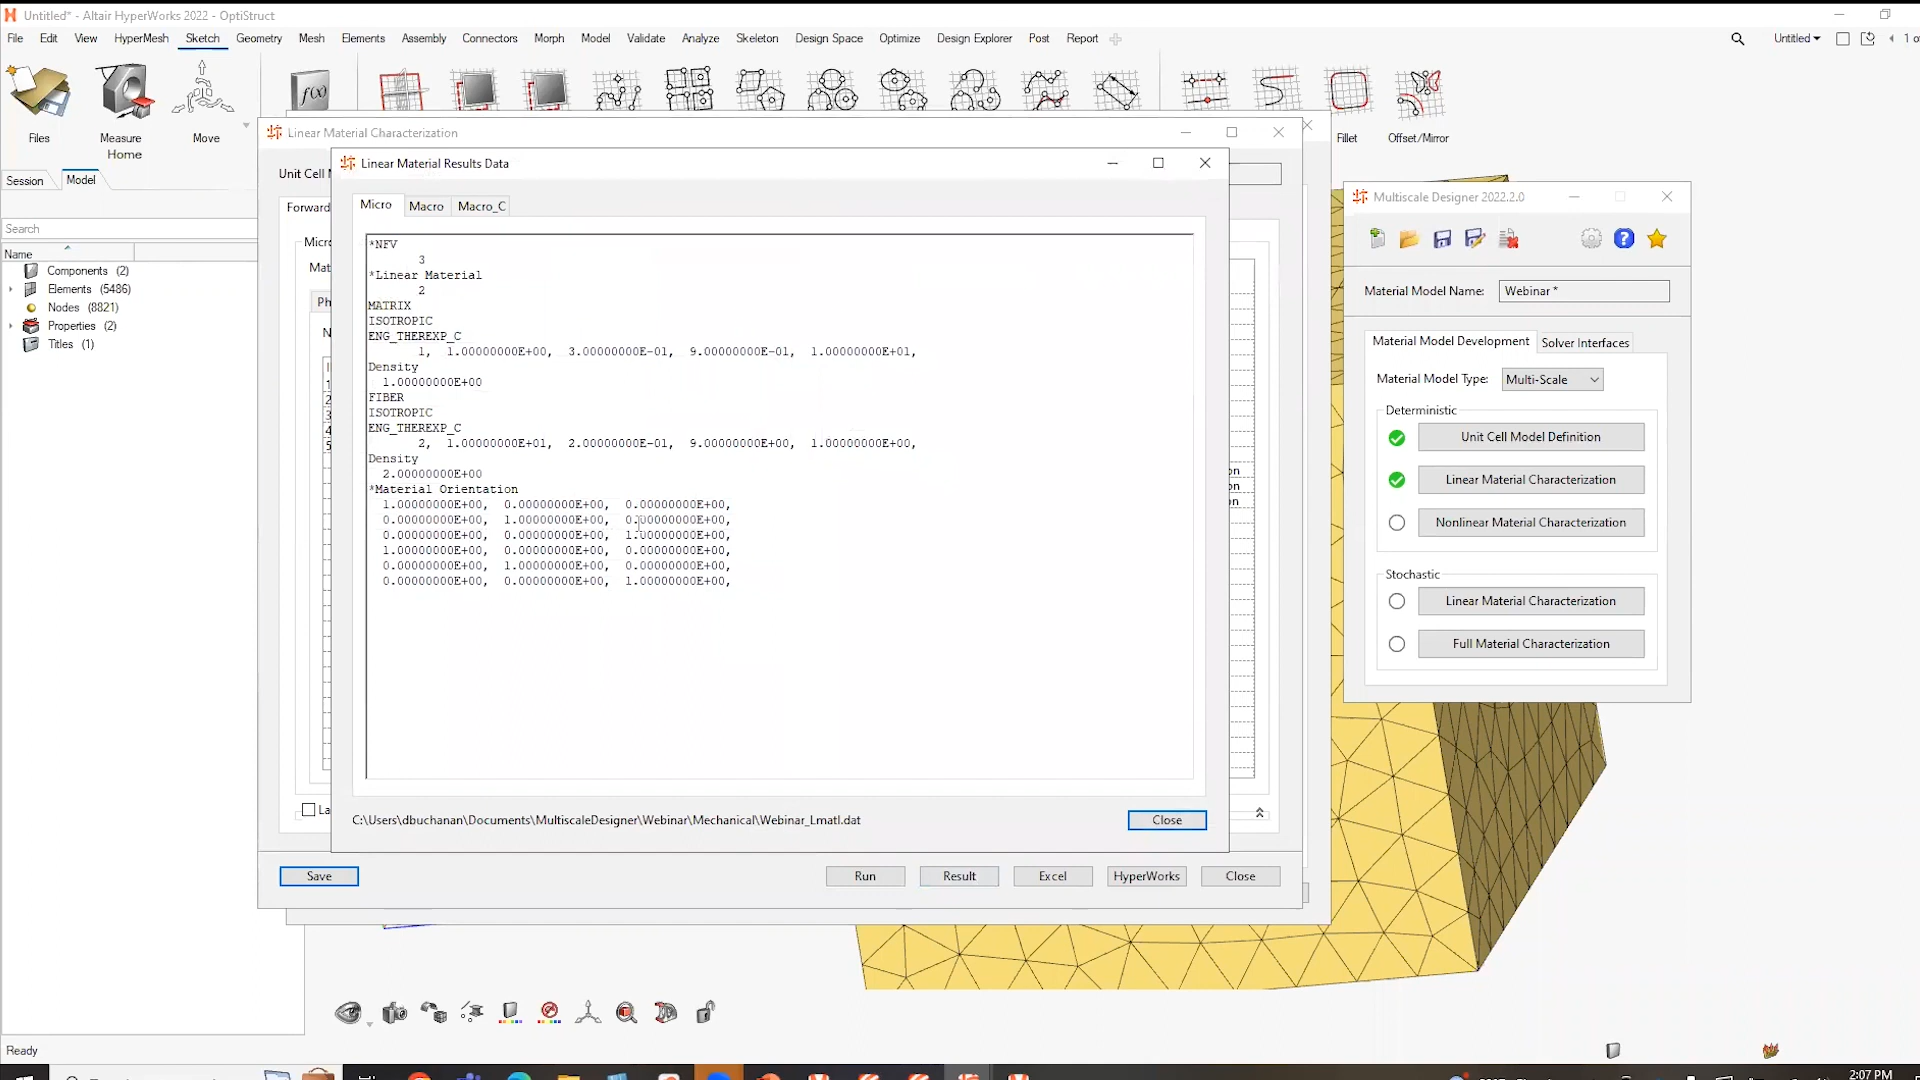 Untitled* - Altair HyperWorks 2022 - OptiStruct
File Edit View HyperMesh Sketch Geometry Mesh Elements Assembly Connectors Morph Model Validate Analyze Skeleton Design Space Optimize Design Explorer Post Report Untitled 1
f(x)
Files Measure Move Fillet Offset/Mirror
Home
Session Model
Search
Name
Components (2)
Elements (5486)
Nodes (8821)
Properties (2)
Titles (1)
Linear Material Characterization
Unit Cell
Forward
Linear Material Results Data
Micro Macro Macro_C
*NFV
3
*Linear Material
2
MATRIX
ISOTROPIC
ENG_THEREXP_C
1, 1.00000000E+00, 3.00000000E-01, 9.00000000E-01, 1.00000000E+01,
Density
1.00000000E+00
FIBER
ISOTROPIC
ENG_THEREXP_C
2, 1.00000000E+01, 2.00000000E-01, 9.00000000E+00, 1.00000000E+00,
Density
2.00000000E+00
*Material Orientation
1.00000000E+00, 0.00000000E+00, 0.00000000E+00,
0.00000000E+00, 1.00000000E+00, 0.00000000E+00,
0.00000000E+00, 0.00000000E+00, 1.00000000E+00,
1.00000000E+00, 0.00000000E+00, 0.00000000E+00,
0.00000000E+00, 1.00000000E+00, 0.00000000E+00,
0.00000000E+00, 0.00000000E+00, 1.00000000E+00,
C:\Users\dbuchanan\Documents\MultiscaleDesigner\Webinar\Mechanical\Webinar_Lmatl.dat
Close
Save Run Result Excel HyperWorks Close
Multiscale Designer 2022.2.0
Material Model Name: Webinar *
Material Model Development Solver Interfaces
Material Model Type: Multi-Scale
Deterministic
Unit Cell Model Definition
Linear Material Characterization
Nonlinear Material Characterization
Stochastic
Linear Material Characterization
Full Material Characterization
Ready
2:07 PM